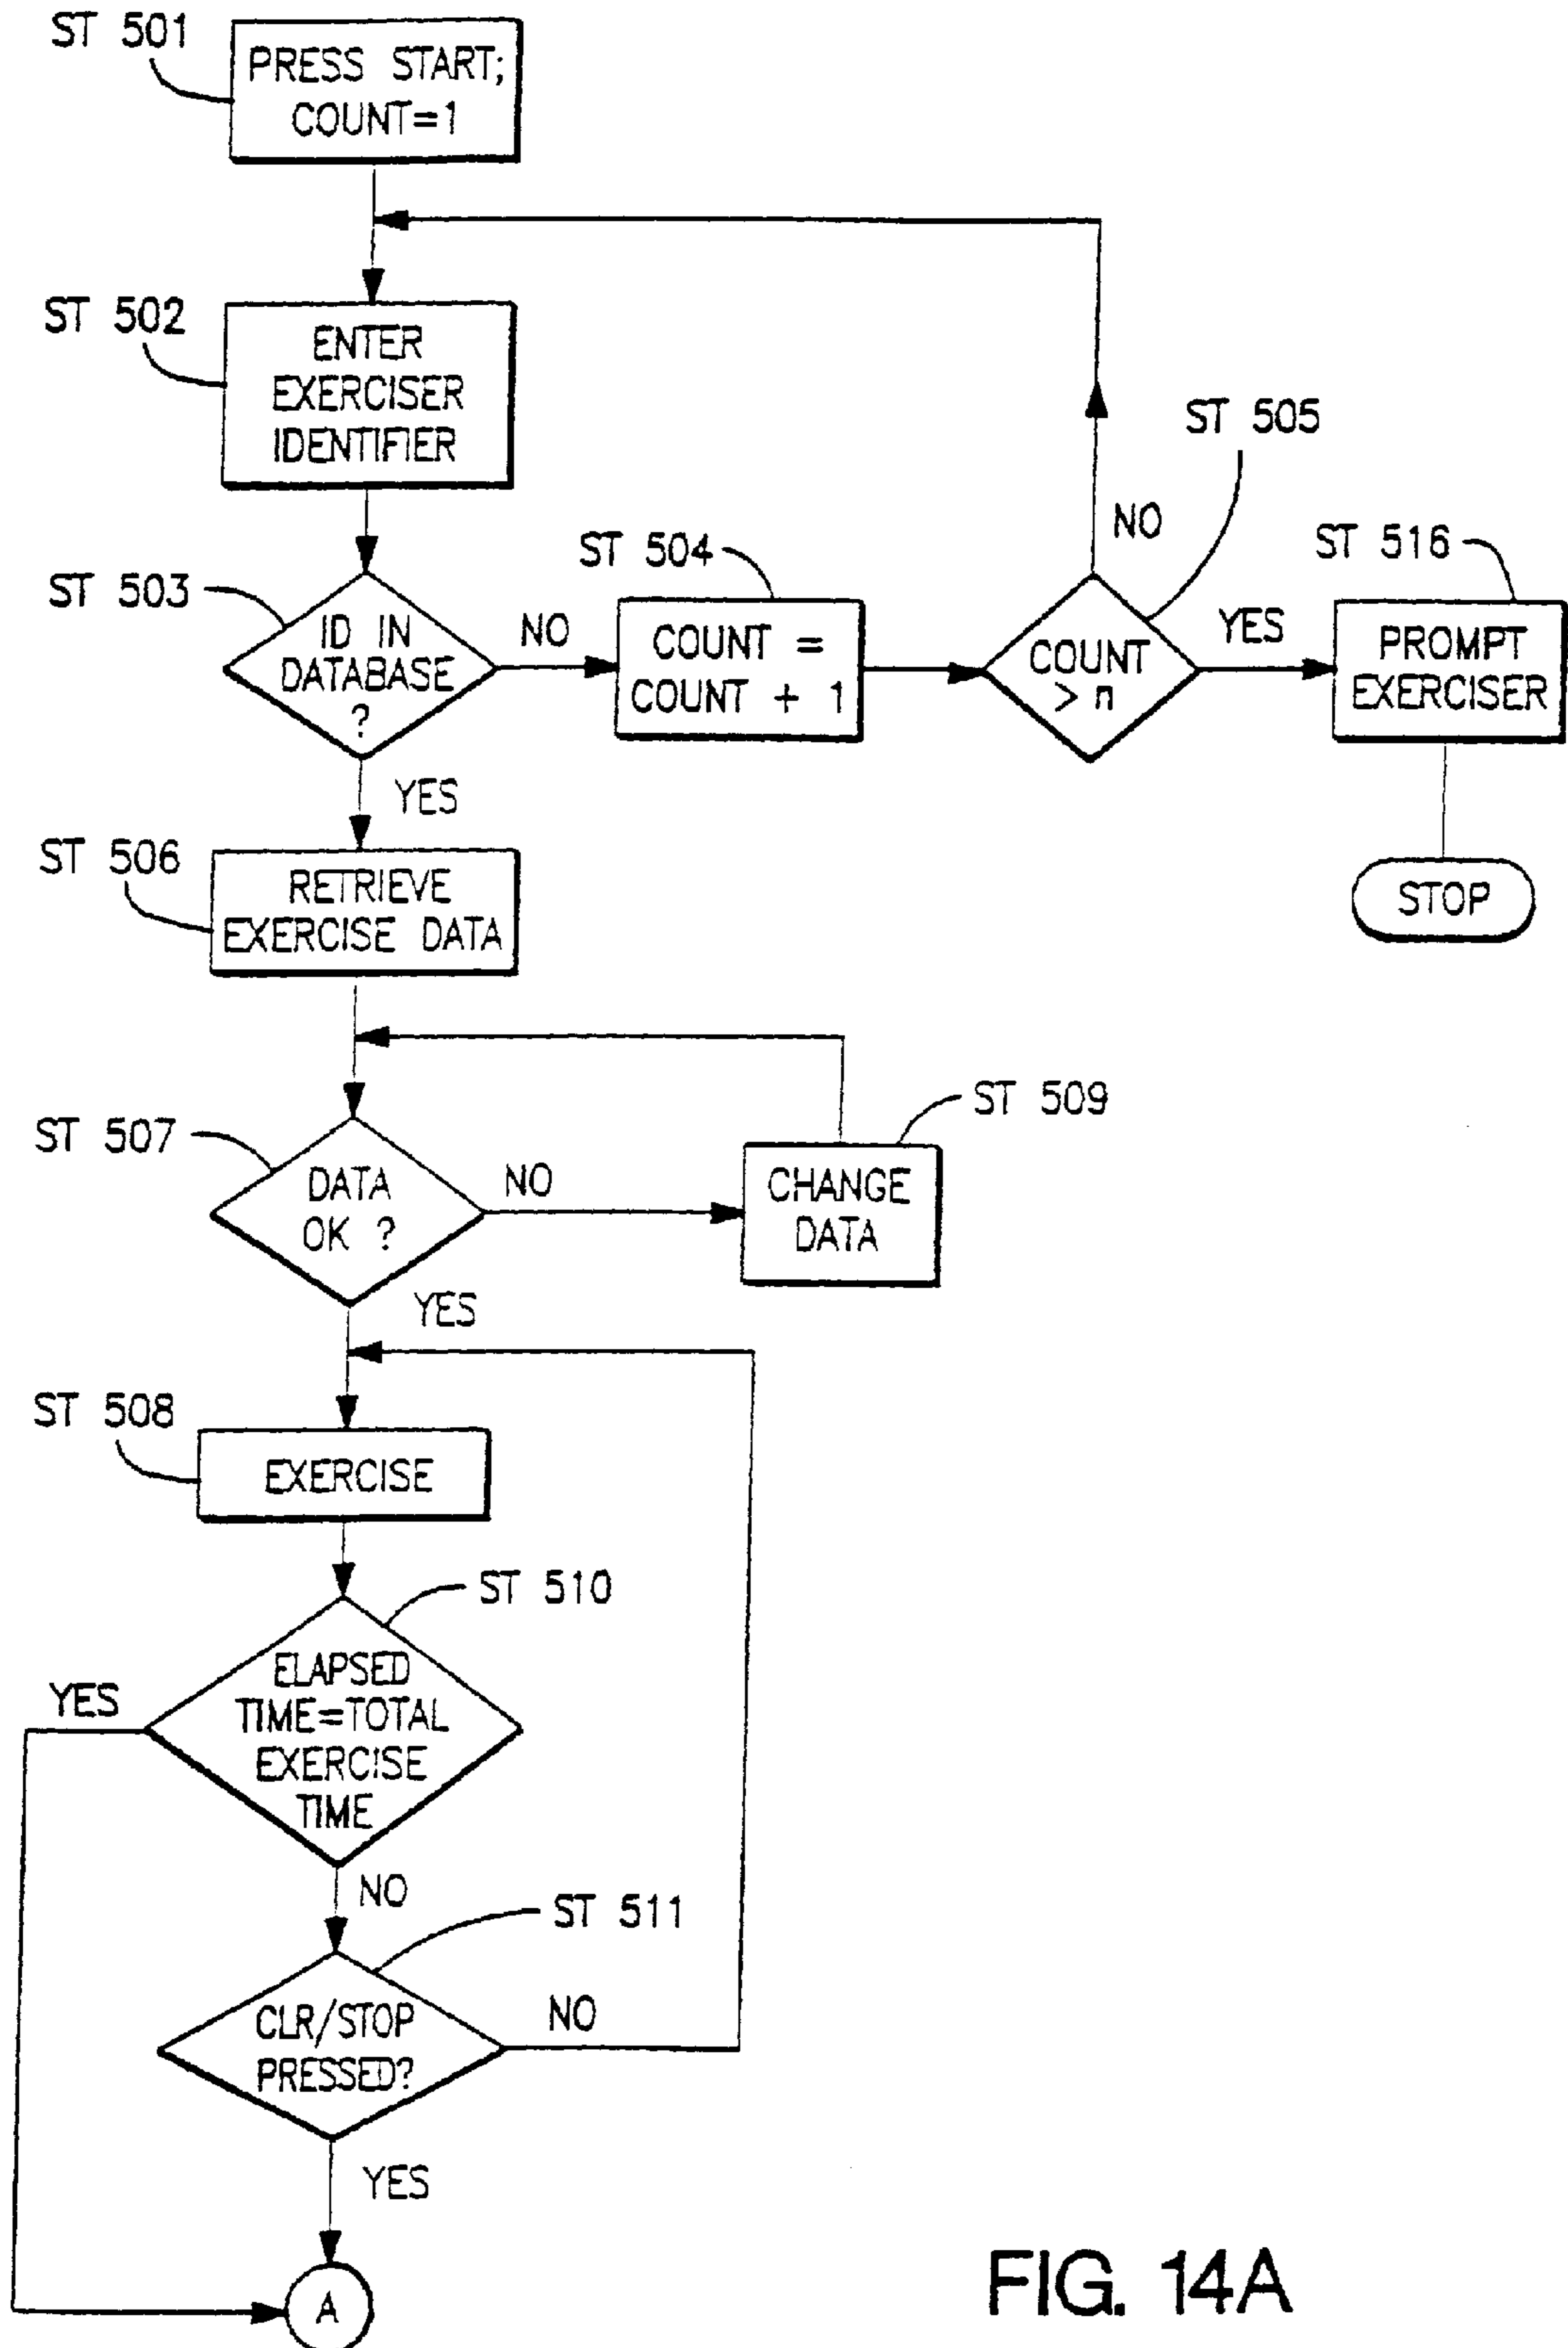 ST 501
PRESS START;
COUNT=1
ST 502
ENTER
EXERCISER
IDENTIFIER
ST 503
ID IN
DATABASE
?
NO
YES
ST 504
COUNT =
COUNT + 1
ST 505
COUNT
> n
NO
YES
ST 516
PROMPT
EXERCISER
STOP
ST 506
RETRIEVE
EXERCISE DATA
ST 507
DATA
OK ?
NO
YES
ST 509
CHANGE
DATA
ST 508
EXERCISE
ST 510
ELAPSED
TIME=TOTAL
EXERCISE
TIME
YES
NO
ST 511
CLR/STOP
PRESSED?
NO
YES
A
FIG. 14A